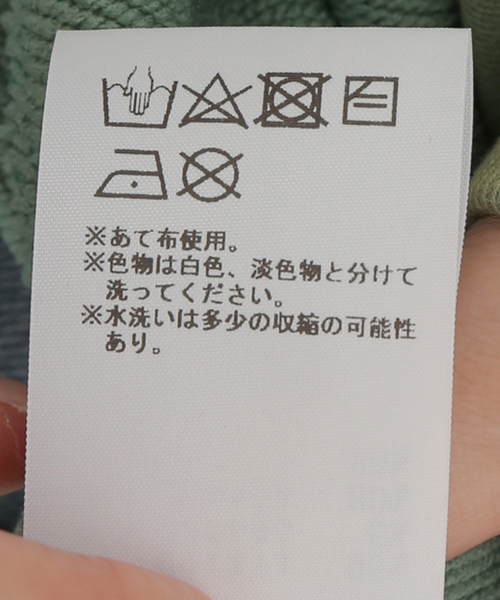 ※あて布使用。
※色物は白色、淡色物と分けて
洗ってください。
※水洗いは多少の収縮の可能性
あり。